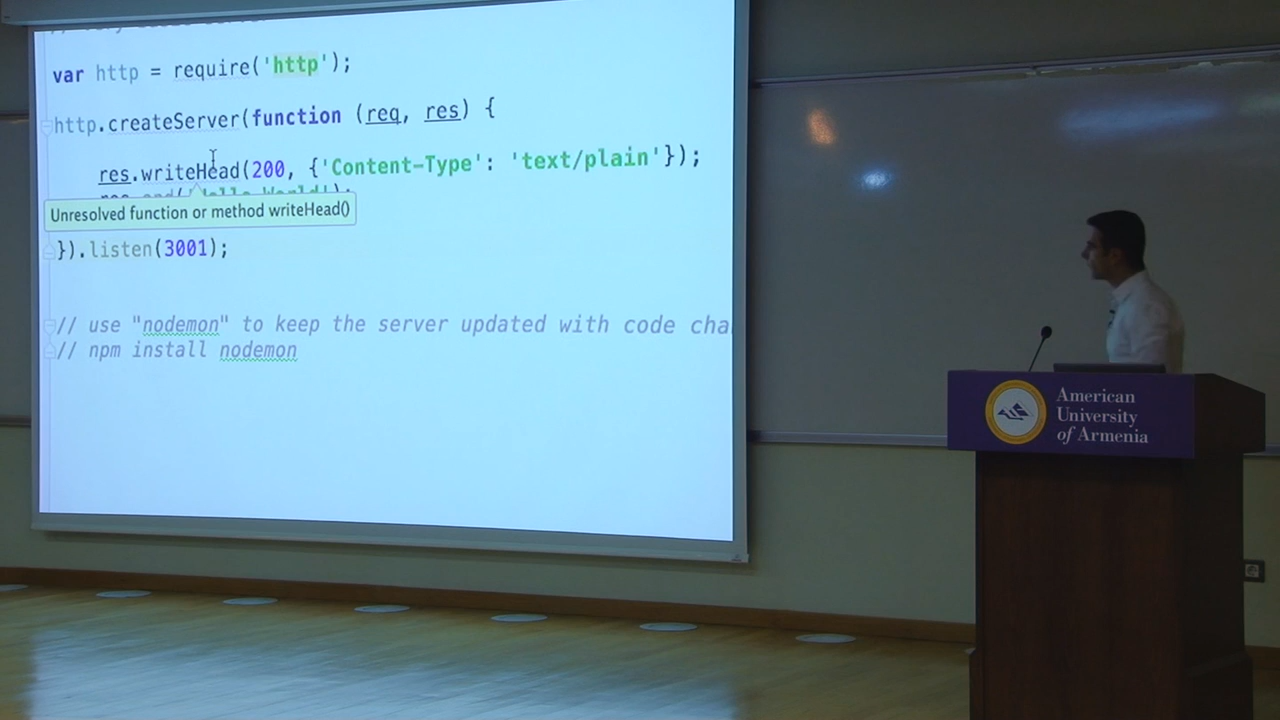 var http = require('http');
http.createServer(function (req, res) {
res.writeHead(200, {'Content-Type': 'text/plain'});
Unresolved function or method writeHead()
}).listen(3001);
// use "nodemon" to keep the server updated with code cha
// npm install nodemon
American
University
of Armenia